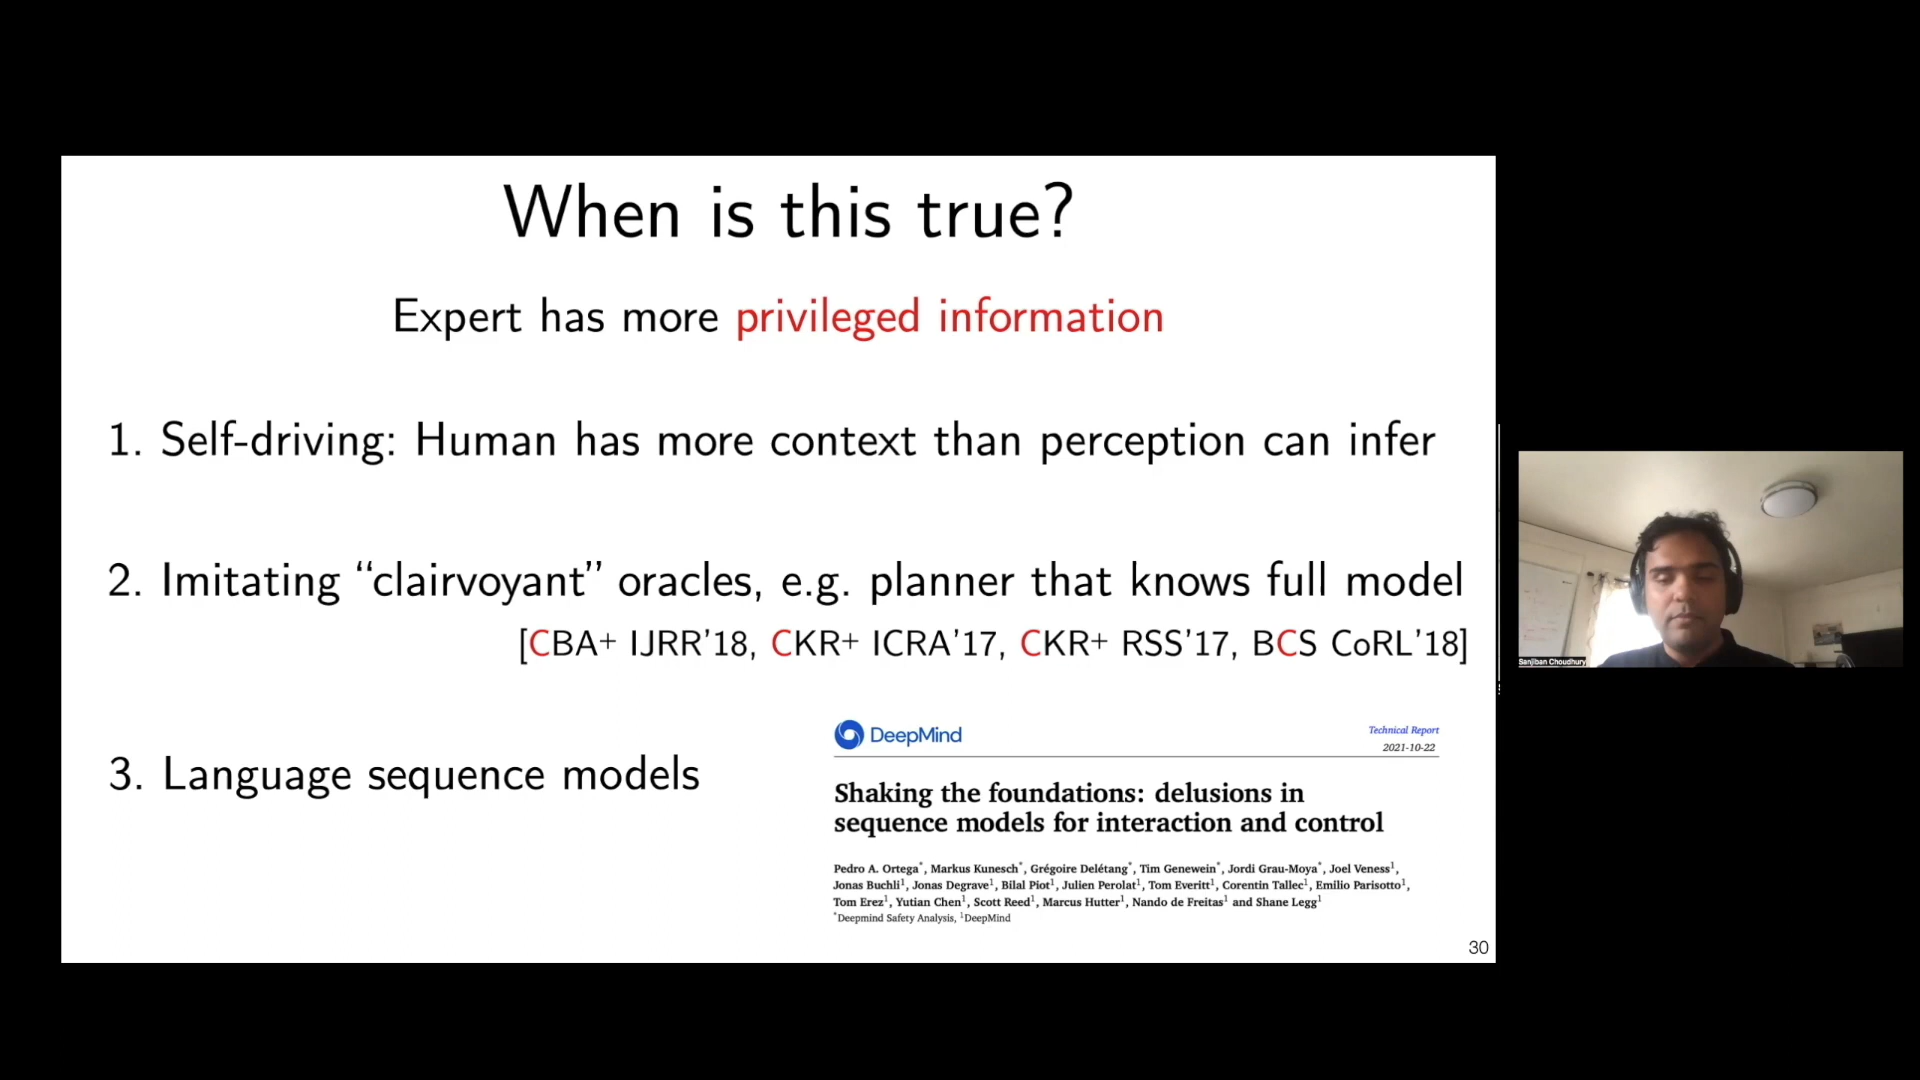 When is this true?
Expert has more privileged information
1. Self-driving: Human has more context than perception can infer
2. Imitating “clairvoyant” oracles, e.g. planner that knows full model
[CBA+ IJRR’18, CKR+ ICRA’17, CKR+ RSS’17, BCS CoRL’18]
3. Language sequence models
DeepMind
Technical Report
2021-10-22
Shaking the foundations: delusions in
sequence models for interaction and control
Pedro A. Ortega*, Markus Kunesch*, Grégoire Delétang*, Tim Genewein*, Jordi Grau-Moya*, Joel Veness1,
Jonas Buchli1, Jonas Degrave1, Bilal Piot1, Julien Perolat1, Tom Everitt1, Corentin Tallec1, Emilio Parisotto1,
Tom Erez1, Yutian Chen1, Scott Reed1, Marcus Hutter1, Nando de Freitas1 and Shane Legg1
*Deepmind Safety Analysis, 1DeepMind
30
Sanjiban Choudhury